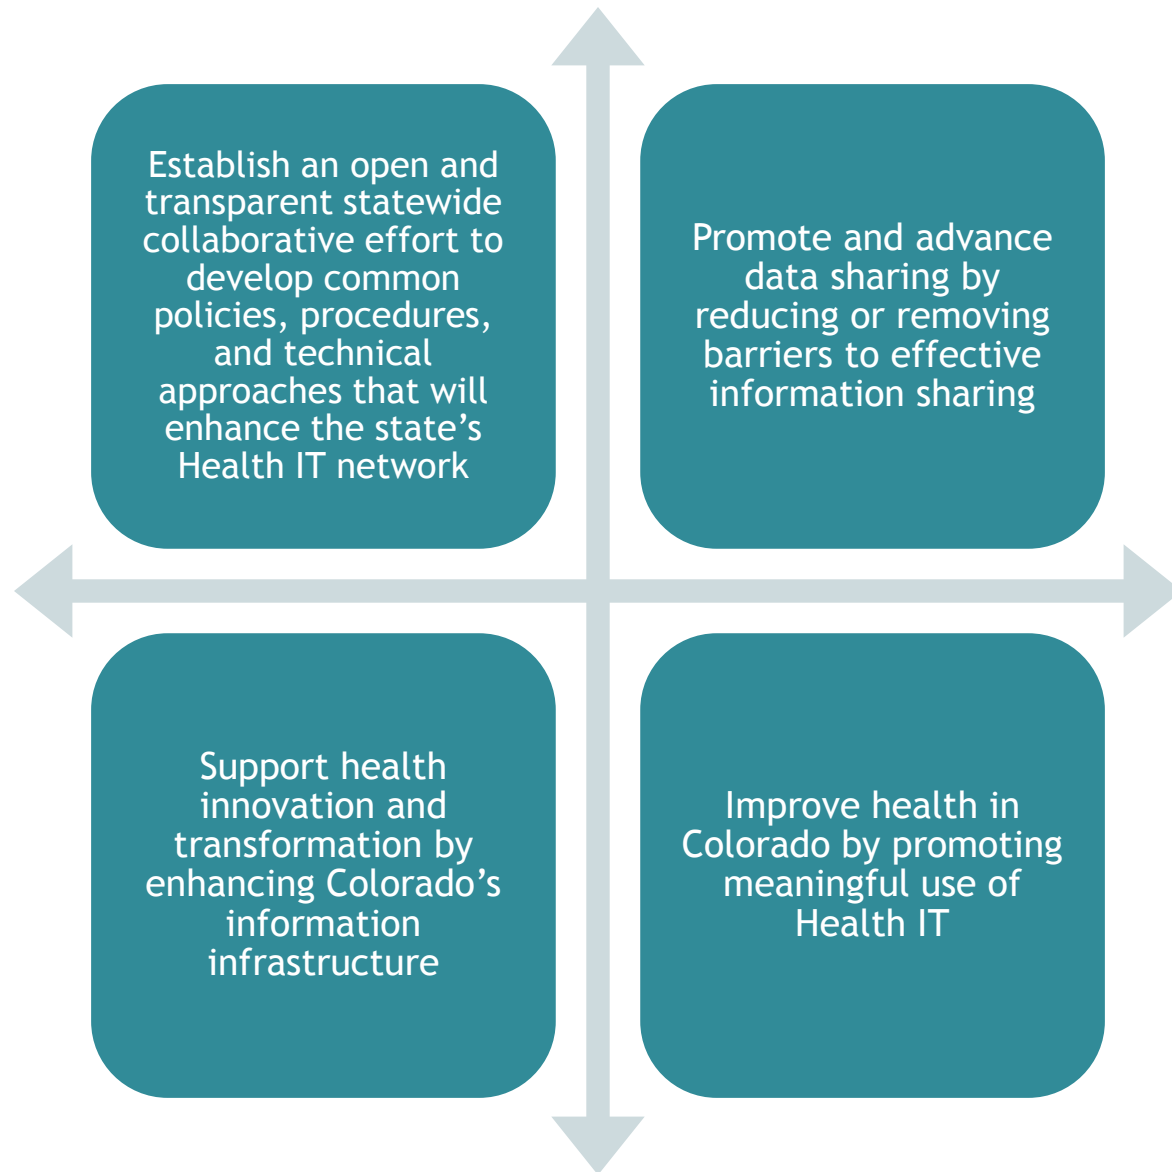 Establish an open and
transparent statewide
collaborative effort to
develop common
policies, procedures,
and technical
approaches that will
enhance the state’s
Health IT network
Promote and advance
data sharing by
reducing or removing
barriers to effective
information sharing
Support health
innovation and
transformation by
enhancing Colorado’s
information
infrastructure
Improve health in
Colorado by promoting
meaningful use of
Health IT